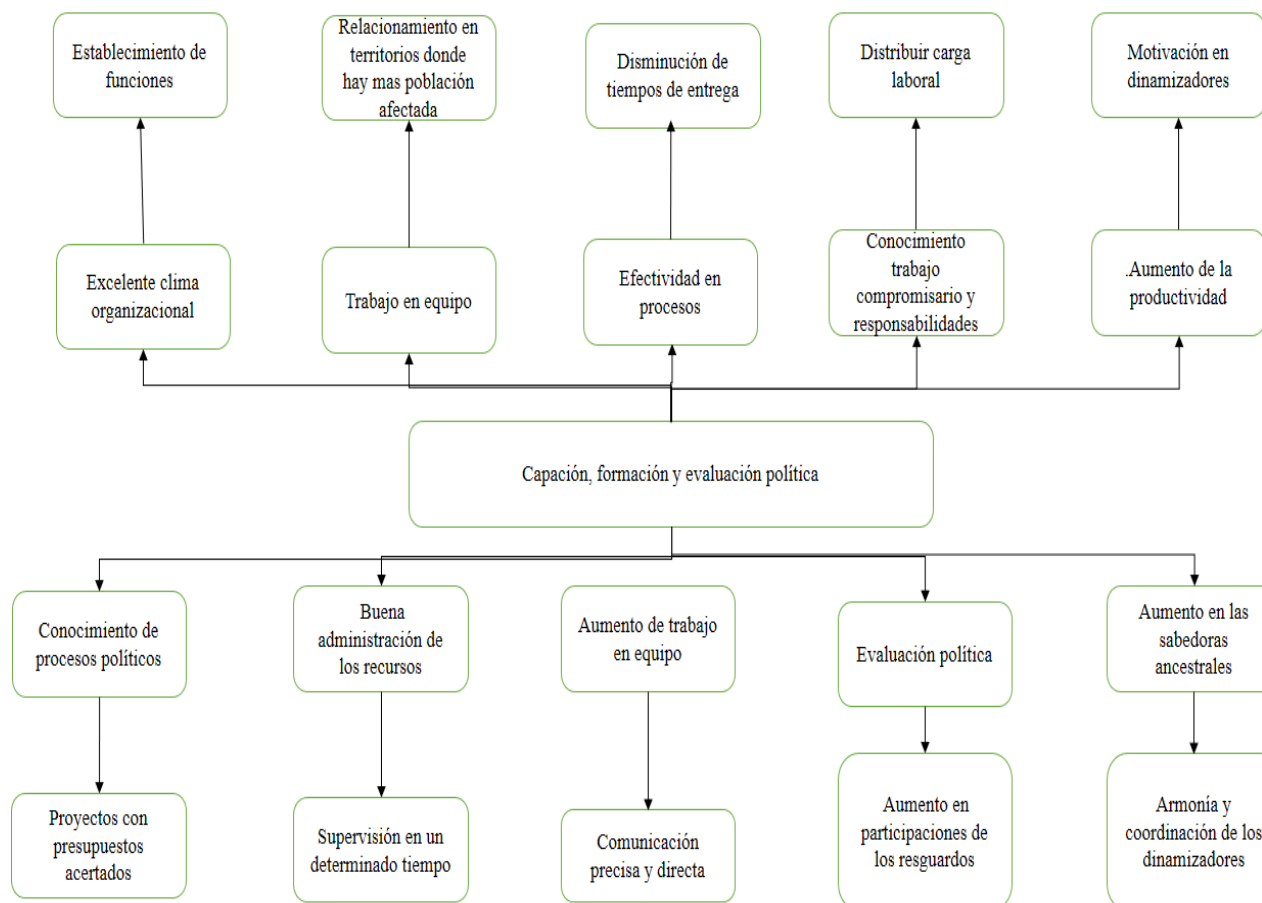 Establecimiento de
funciones
Relacionamiento en
territorios donde
hay mas población
afectada
Disminución de
tiempos de entrega
Distribuir carga
laboral
Motivación en
dinamizadores
Excelente clima
organizacional
Trabajo en equipo
Efectividad en
procesos
Conocimiento
trabajo
compromisario y
responsabilidades
.Aumento de la
productividad
Capación, formación y evaluación política
Conocimiento de
procesos políticos
Buena
administración de
los recursos
Aumento de trabajo
en equipo
Evaluación política
Aumento en las
sabedoras
ancestrales
Proyectos con
presupuestos
acertados
Supervisión en un
determinado tiempo
Comunicación
precisa y directa
Aumento en
participaciones de
los resguardos
Armonía y
coordinación de los
dinamizadores